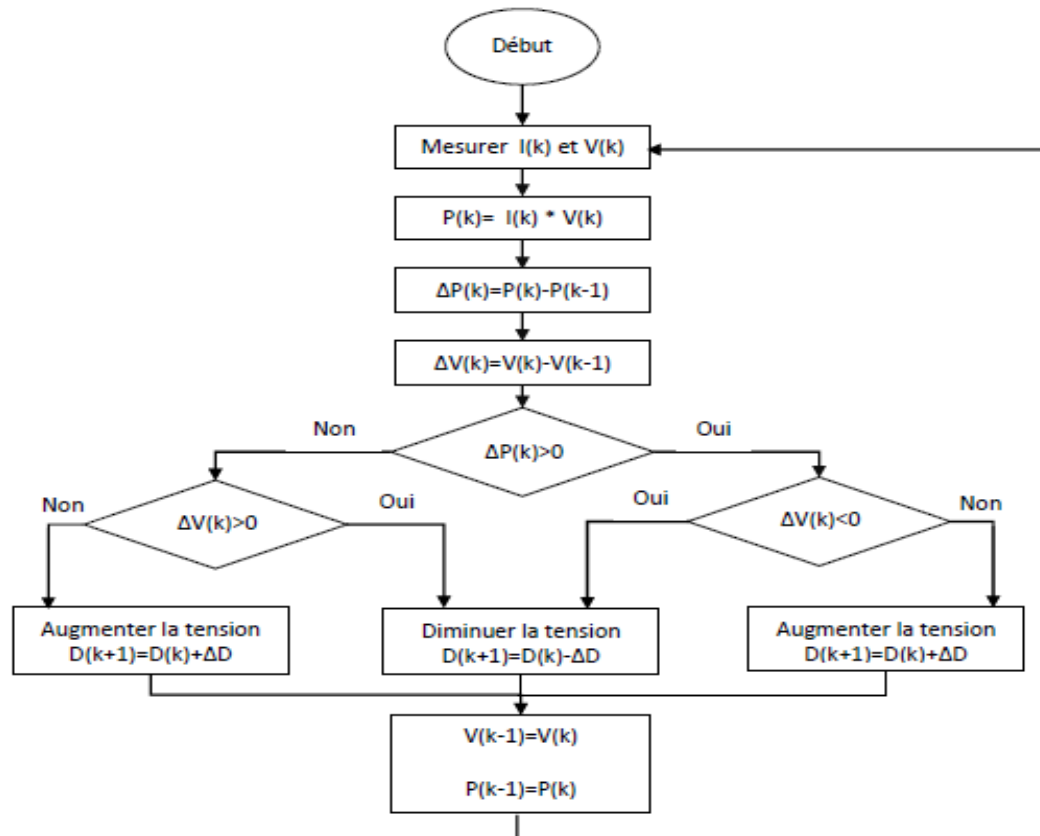 Début
Mesurer I(k) et V(k)
P(k)= I(k) * V(k)
ΔP(k)=P(k)-P(k-1)
ΔV(k)=V(k)-V(k-1)
Non
Oui
ΔP(k)>0
Non
Oui
Oui
Non
ΔV(k)>0
ΔV(k)<0
Augmenter la tension
D(k+1)=D(k)+ΔD
Diminuer la tension
D(k+1)=D(k)-ΔD
Augmenter la tension
D(k+1)=D(k)+ΔD
V(k-1)=V(k)
P(k-1)=P(k)